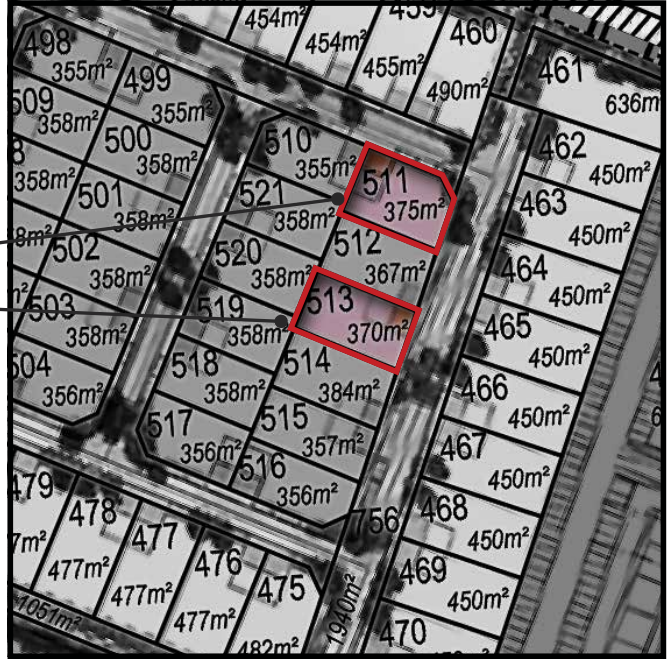 454m²
454m²
459
455m²
460
490m²
461
636m
498
355m²
499
355m²
509
358m²
500
358m²
510
355m²
511
375m²
462
450m²
358m²
501
358m²
521
358m²
512
367m²
463
450m²
502
358m²
520
358m²
464
450m²
503
358m²
519
358m²
513
370m²
465
450m²
504
356m²
518
358m²
514
384m²
466
450m²
517
356m²
515
357m²
467
450m²
516
356m²
756
1940m²
468
450m²
479
7m²
478
477m²
477
477m²
476
477m²
475
482m²
469
450m²
1051m²
470